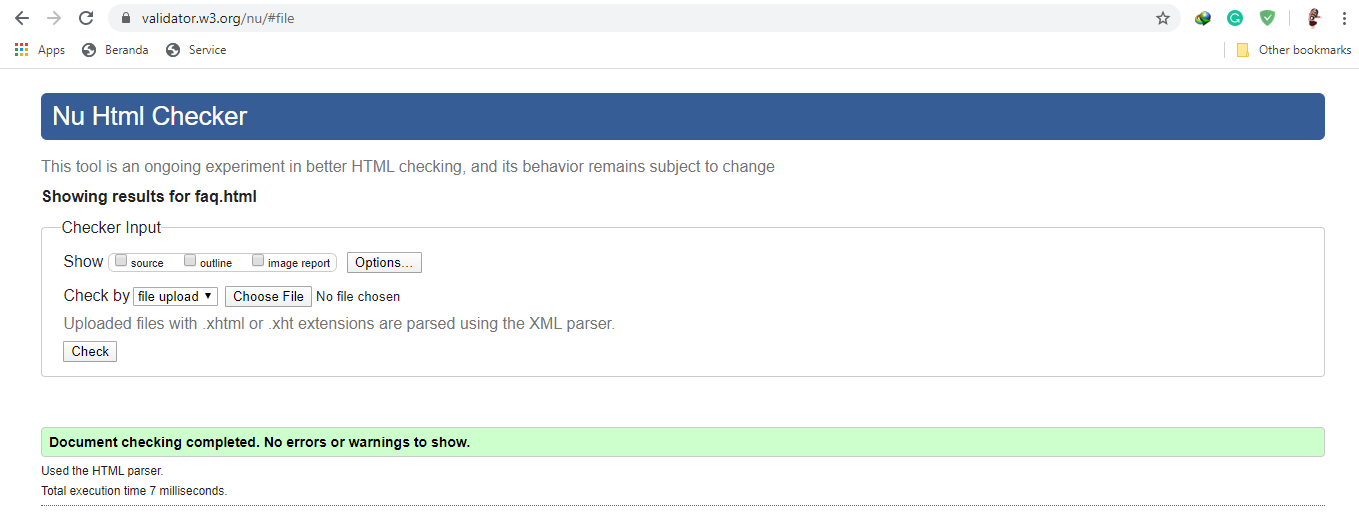 validator.w3.org/nu/#file
Apps Beranda Service Other bookmarks
Nu Html Checker
This tool is an ongoing experiment in better HTML checking, and its behavior remains subject to change
Showing results for faq.html
Checker Input
Show source outline image report Options...
Check by file upload Choose File No file chosen
Uploaded files with .xhtml or .xht extensions are parsed using the XML parser.
Check
Document checking completed. No errors or warnings to show.
Used the HTML parser.
Total execution time 7 milliseconds.